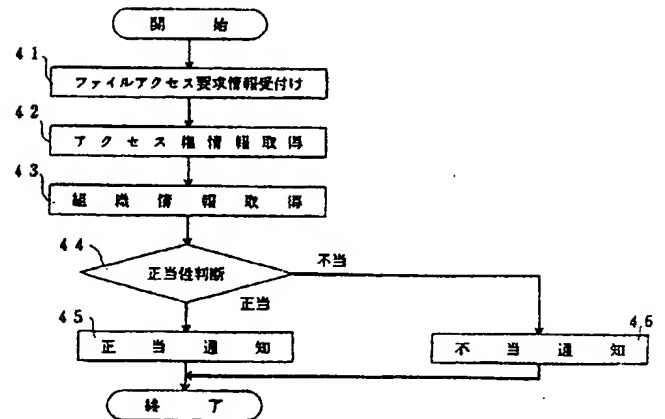 開始
41
ファイルアクセス要求情報受付け
42
アクセス権情報取得
43
組織情報取得
44
正当性判断
不当
正当
45
正当通知
46
不当通知
終了